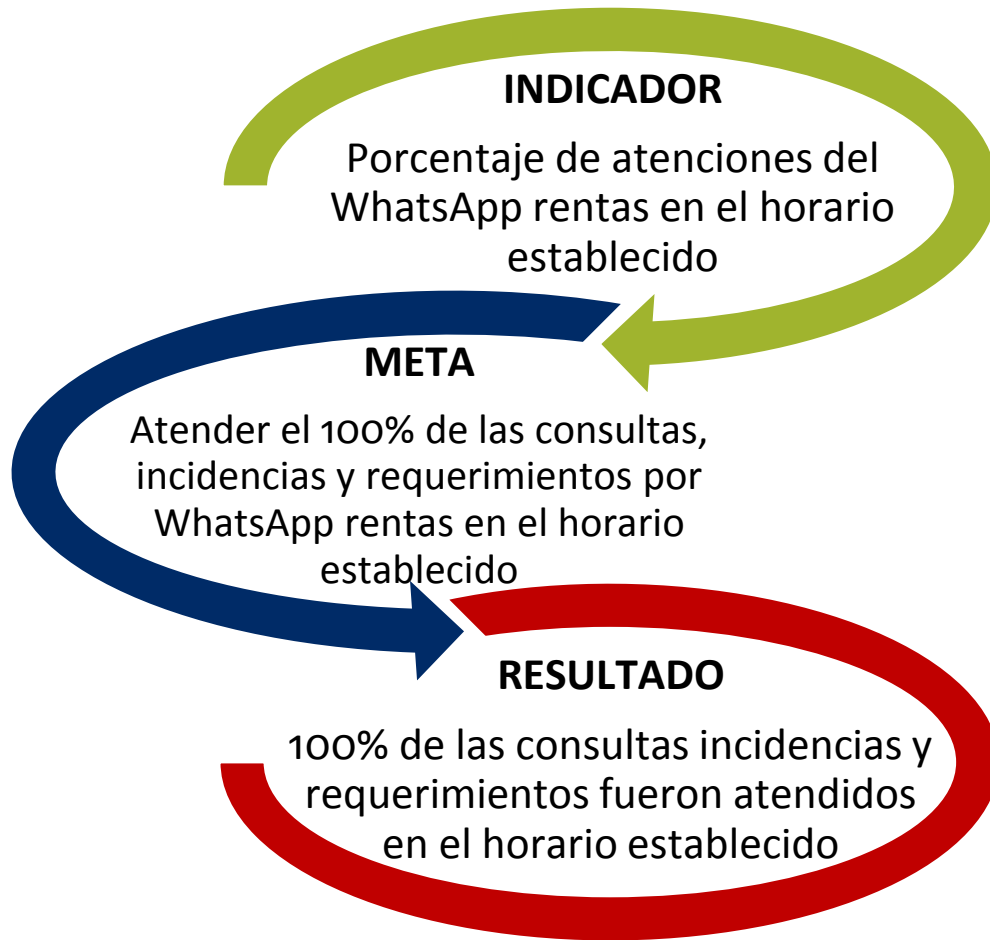 INDICADOR
Porcentaje de atenciones del
WhatsApp rentas en el horario
establecido
META
Atender el 100% de las consultas,
incidencias y requerimientos por
WhatsApp rentas en el horario
establecido
RESULTADO
100% de las consultas incidencias y
requerimientos fueron atendidos
en el horario establecido